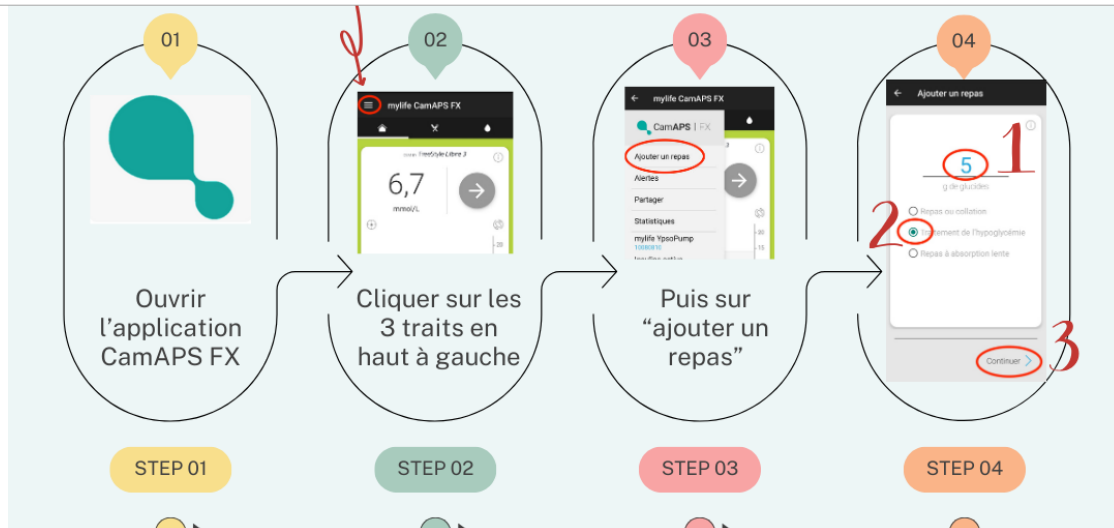 01
Ouvrir
l'application
CamAPS FX
STEP 01
02
mylife CamAPS FX
FreeStyle Libre 3
6,7
mmol/L
20
Cliquer sur les
3 traits en
haut à gauche
STEP 02
03
mylife CamAPS FX
CamAPS | FX
Ajouter un repas
Alertes
Partager
Statistiques
mylife YpsoPump
20
15
Puis sur
“ajouter un
repas”
STEP 03
04
Ajouter un repas
1
5
g de glucides
Repas ou collation
2
Traitement de l'hypoglycémie
Repas à absorption lente
Continuer
3
STEP 04